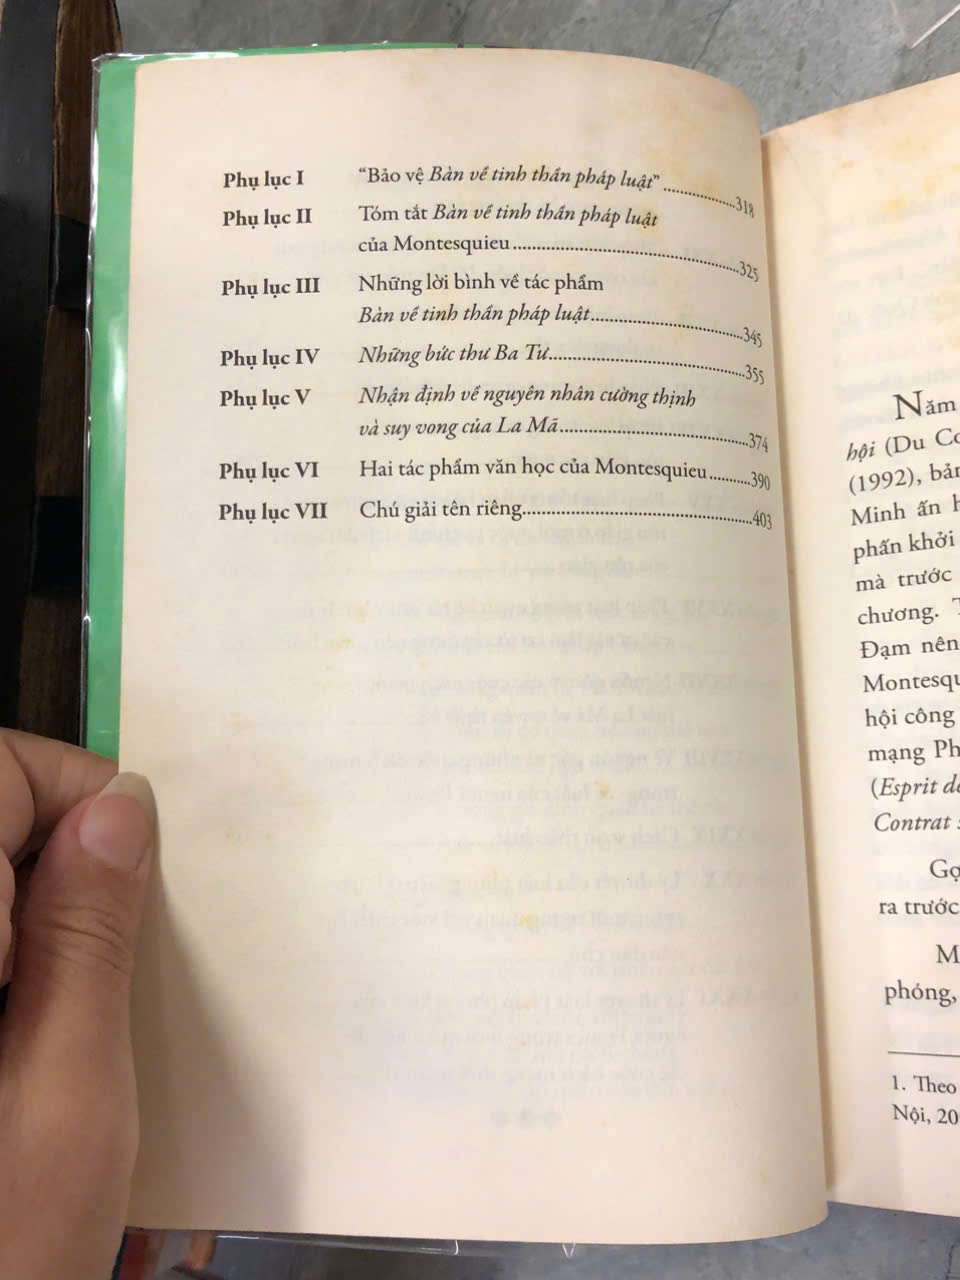 Phụ lục I “Bảo vệ Bàn về tinh thần pháp luật”..................318
Phụ lục II Tóm tắt Bàn về tinh thần pháp luật
của Montesquieu..................325
Phụ lục III Những lời bình về tác phẩm
Bàn về tinh thần pháp luật..................345
Phụ lục IV Những bức thư Ba Tư..................355
Phụ lục V Nhận định về nguyên nhân cường thịnh
và suy vong của La Mã..................374
Phụ lục VI Hai tác phẩm văn học của Montesquieu..........390
Phụ lục VII Chú giải tên riêng..................403
Năm
hội (Du Co
(1992), bản
Minh ấn h
phấn khởi
mà trước
chương. T
Đạm nên
Montesqu
hội công
mạng Ph
(Esprit de
Contrat s
Gợ
ra trước
M
phóng,
1. Theo
Nội, 20